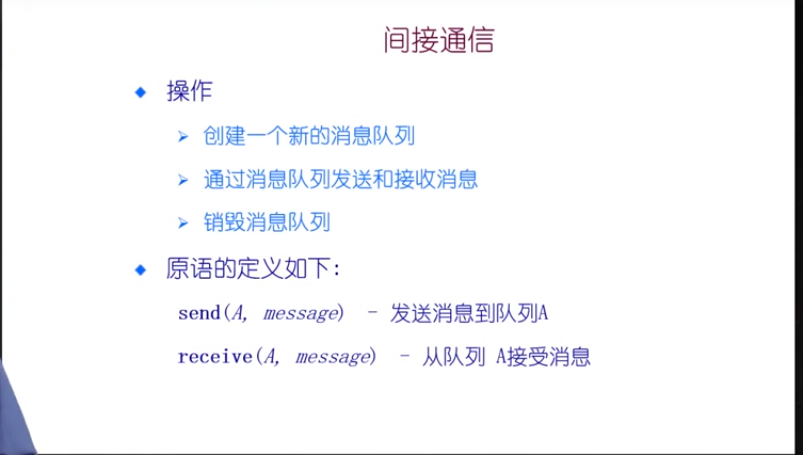 间接通信
操作
创建一个新的消息队列
通过消息队列发送和接收消息
销毁消息队列
原语的定义如下:
send(A, message) - 发送消息到队列A
receive(A, message) - 从队列 A接受消息